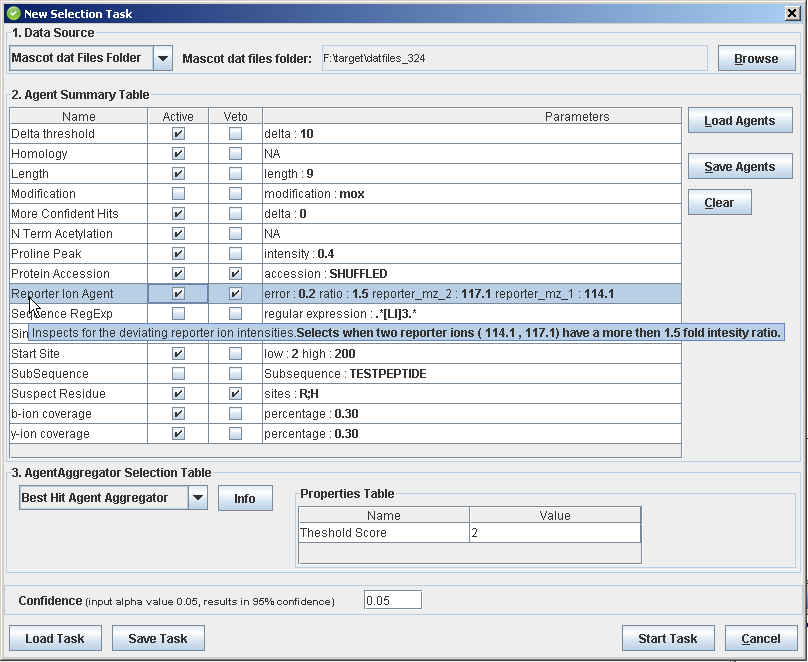 New Selection Task
1. Data Source
Mascot dat Files Folder Mascot dat files folder: F:\target\datfiles_324 Browse
2. Agent Summary Table
Name Active Veto Parameters
Delta threshold delta : 10
Homology NA
Length length : 9
Modification modification : mox
More Confident Hits delta : 0
N Term Acetylation NA
Proline Peak intensity : 0.4
Protein Accession accession : SHUFFLED
Reporter Ion Agent error : 0.2 ratio : 1.5 reporter_mz_2 : 117.1 reporter_mz_1 : 114.1
Sequence RegExp regular expression : .*[LI]3.*
Sin
Inspects for the deviating reporter ion intensities.Selects when two reporter ions ( 114.1 , 117.1) have a more then 1.5 fold intesity ratio.
Start Site low : 2 high : 200
SubSequence Subsequence : TESTPEPTIDE
Suspect Residue sites : R;H
b-ion coverage percentage : 0.30
y-ion coverage percentage : 0.30
Load Agents
Save Agents
Clear
3. AgentAggregator Selection Table
Best Hit Agent Aggregator Info
Properties Table
Name Value
Theshold Score 2
Confidence (input alpha value 0.05, results in 95% confidence) 0.05
Load Task Save Task Start Task Cancel